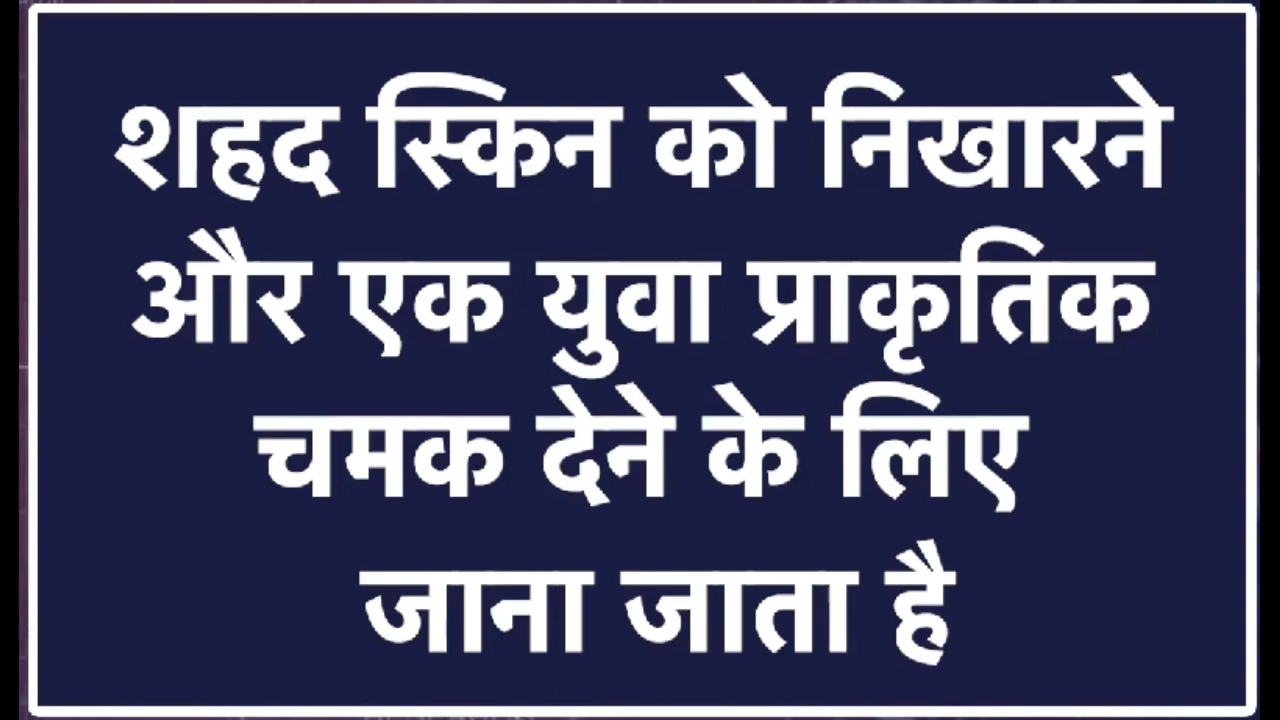 शहद स्किन को निखारने
और एक युवा प्राकृतिक
चमक देने के लिए
जाना जाता है